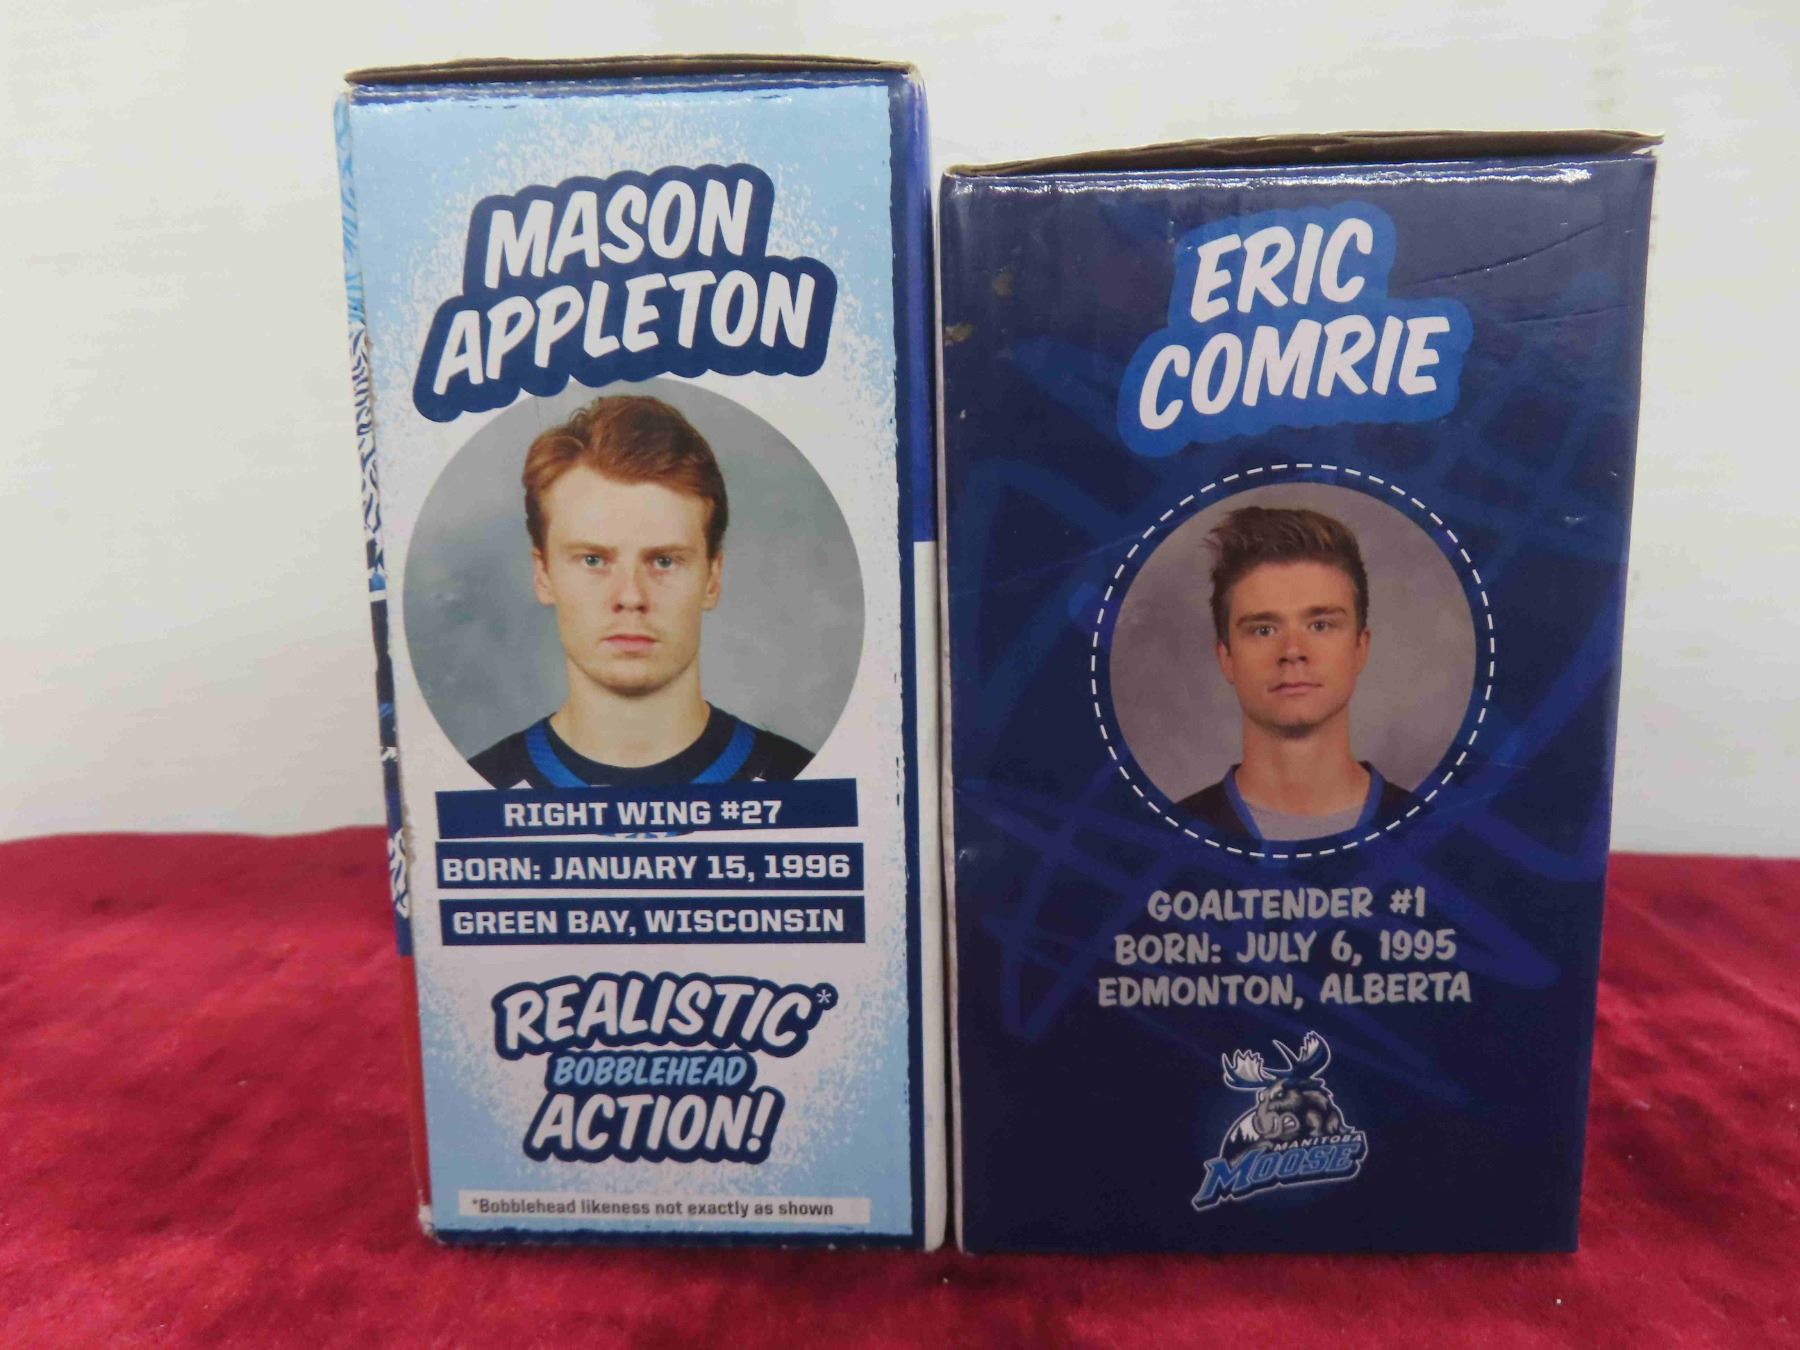 MASON
APPLETON
RIGHT WING #27
BORN: JANUARY 15, 1996
GREEN BAY, WISCONSIN
REALISTIC*
BOBBLEHEAD
ACTION!
*Bobblehead likeness not exactly as shown
ERIC
COMRIE
GOALTENDER #1
BORN: JULY 6, 1995
EDMONTON, ALBERTA
MANITOBA
MOOSE